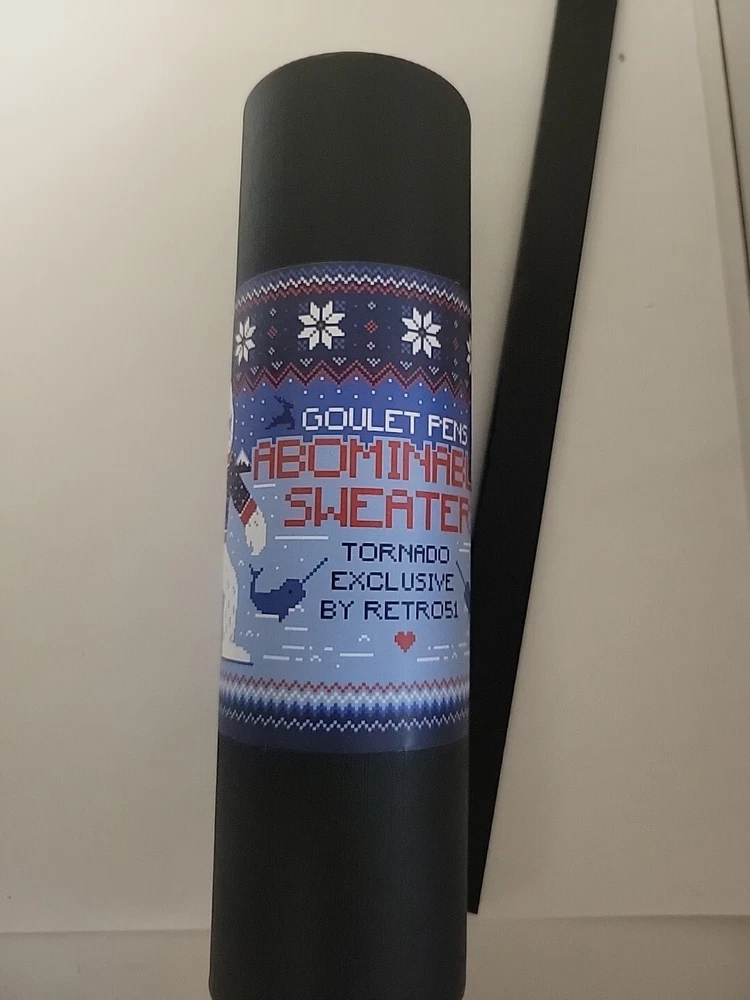 GOULET PENS
ABOMINABL
SWEATER
TORNADO
EXCLUSIVE
BY RETRO51